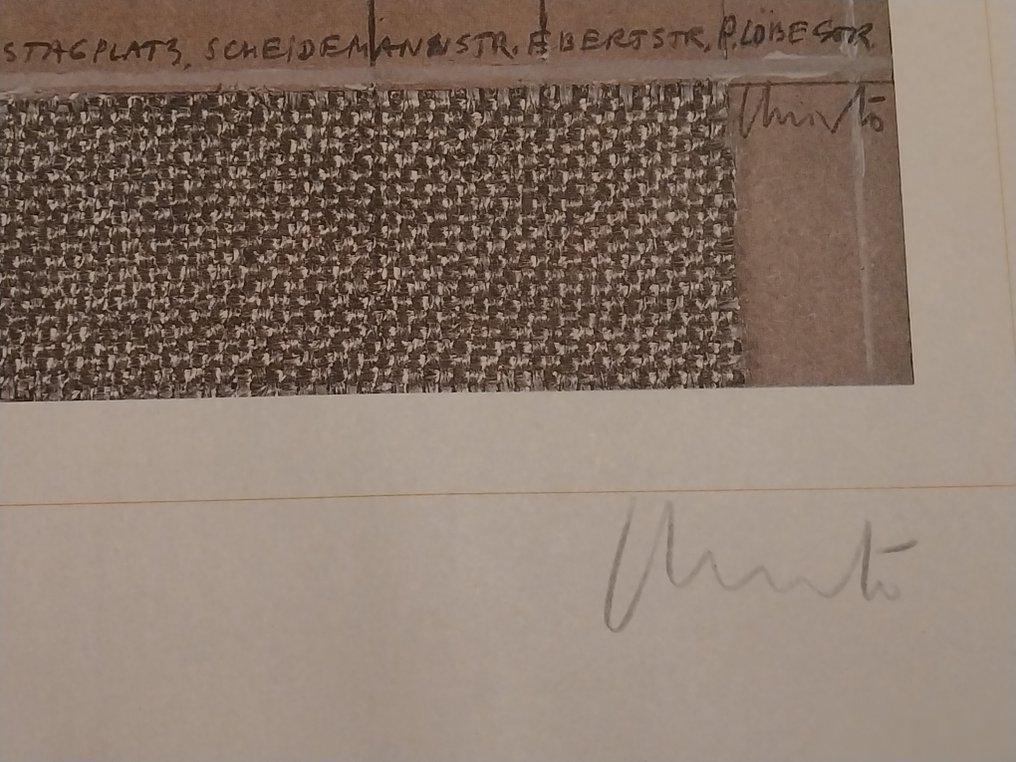 STAGPLATZ, SCHEIDEMANNSTR. EBERTSTR, P. LÖBESTR.
Christo
Christo